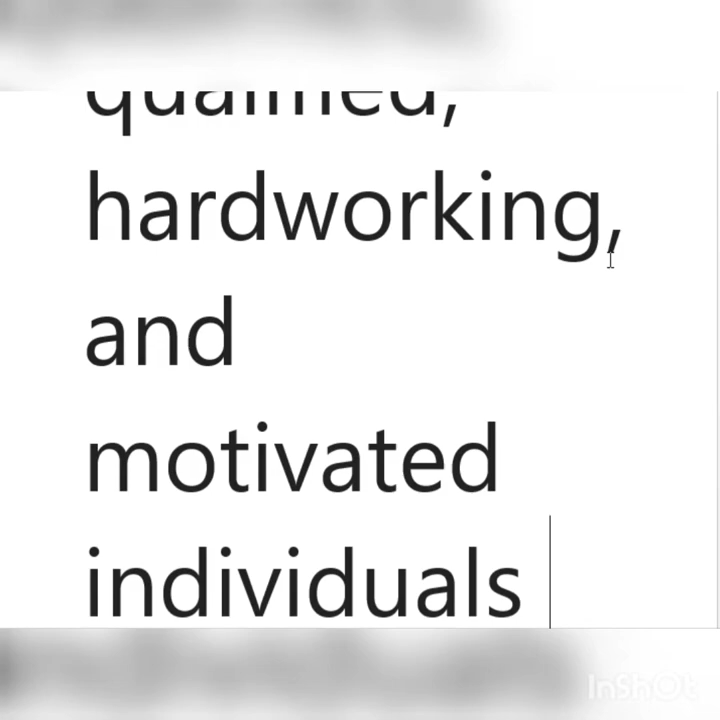 qualified,
hardworking,
and
motivated
individuals
InShOt